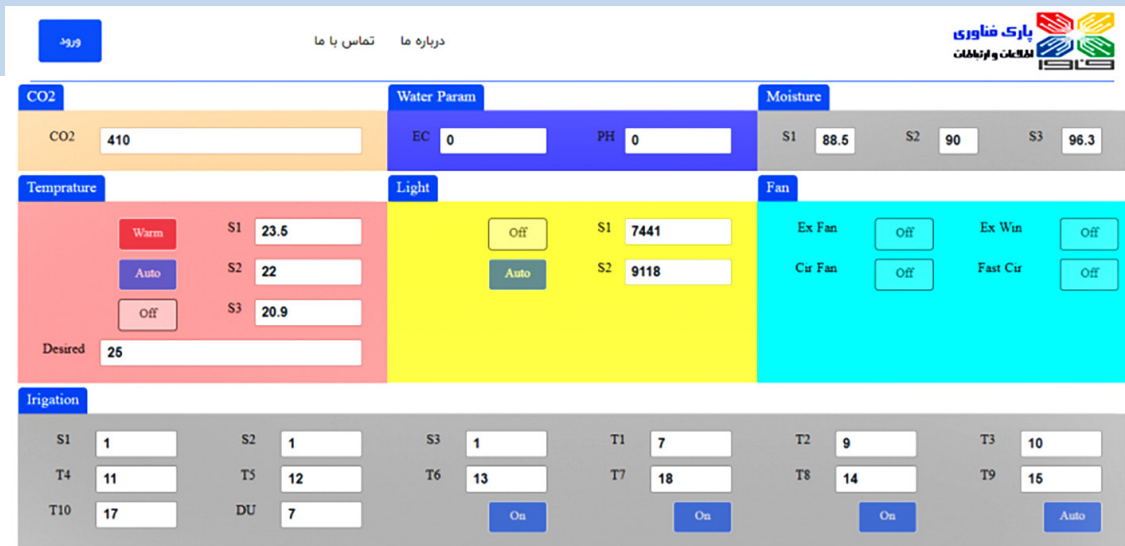 ورود
درباره ما تماس با ما
پارک فناوری
اطلاعات و ارتباطات
فناوا
CO2
CO2 410
Water Param
EC 0 PH 0
Moisture
S1 88.5 S2 90 S3 96.3
Temprature
Warm S1 23.5
Auto S2 22
Off S3 20.9
Desired 25
Light
Off S1 7441
Auto S2 9118
Fan
Ex Fan Off Ex Win Off
Cir Fan Off Fast Cir Off
Irigation
S1 1 S2 1 S3 1 T1 7 T2 9 T3 10
T4 11 T5 12 T6 13 T7 18 T8 14 T9 15
T10 17 DU 7 On On On Auto